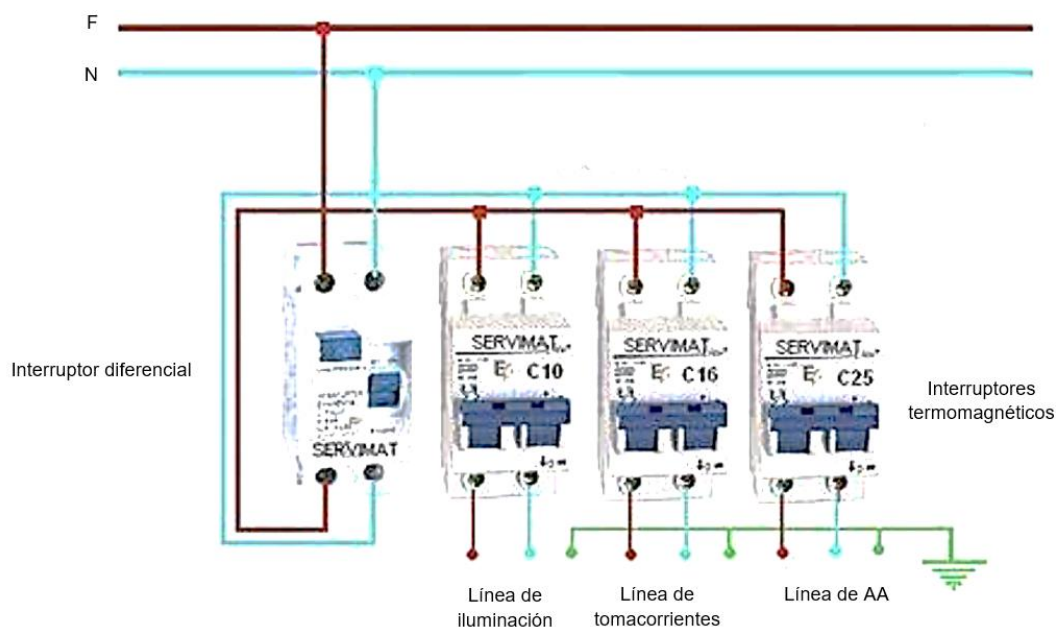 F
N
Interruptor diferencial
SERVIMAT
SERVIMAT
C10
SERVIMAT
C16
SERVIMAT
C25
Interruptores
termomagnéticos
Línea de
iluminación
Línea de
tomacorrientes
Línea de AA